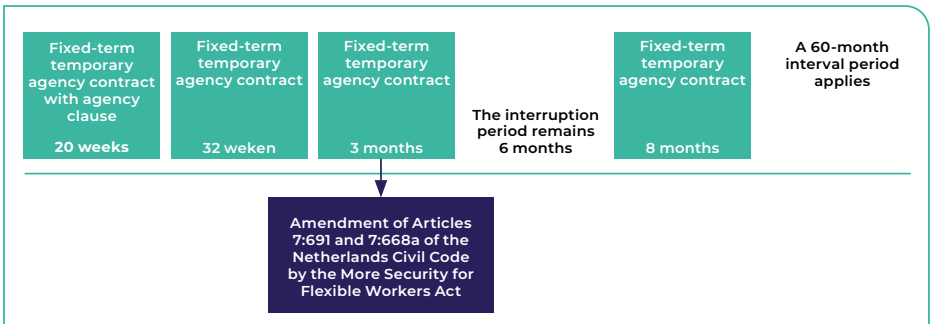 Fixed-term
temporary
agency contract
with agency
clause
20 weeks
Fixed-term
temporary
agency contract
32 weken
Fixed-term
temporary
agency contract
3 months
The interruption
period remains
6 months
Fixed-term
temporary
agency contract
8 months
A 60-month
interval period
applies
Amendment of Articles
7:691 and 7:668a of the
Netherlands Civil Code
by the More Security for
Flexible Workers Act